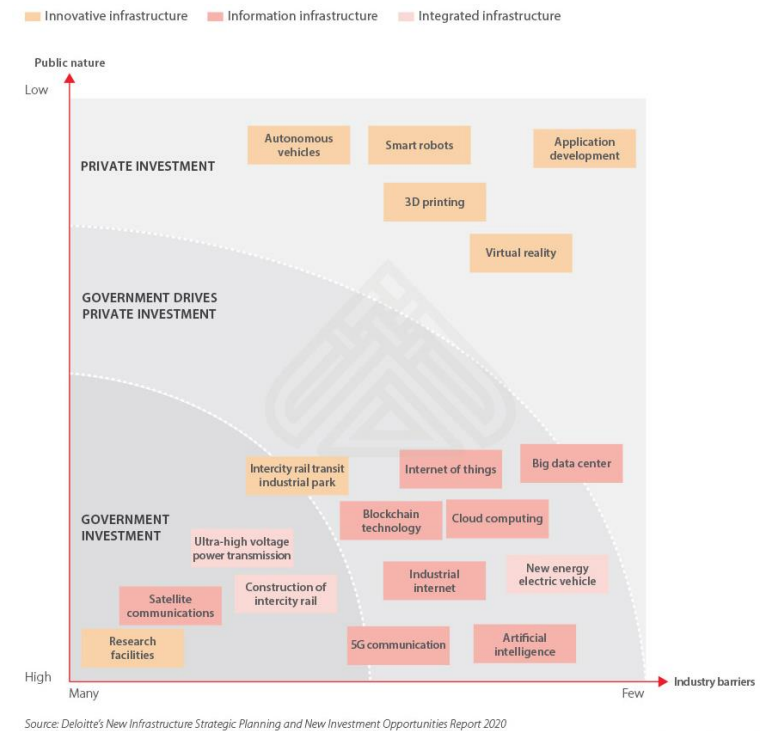 Innovative infrastructure
Information infrastructure
Integrated infrastructure
Public nature
Low
Autonomous
vehicles
Smart robots
Application
development
PRIVATE INVESTMENT
3D printing
Virtual reality
GOVERNMENT DRIVES
PRIVATE INVESTMENT
Intercity rail transit
industrial park
Internet of things
Big data center
GOVERNMENT
INVESTMENT
Blockchain
technology
Cloud computing
Ultra-high voltage
power transmission
Industrial
internet
New energy
electric vehicle
Construction of
intercity rail
Satellite
communications
Research
facilities
5G communication
Artificial
intelligence
High
Many
Few
Industry barriers
Source: Deloitte's New Infrastructure Strategic Planning and New Investment Opportunities Report 2020